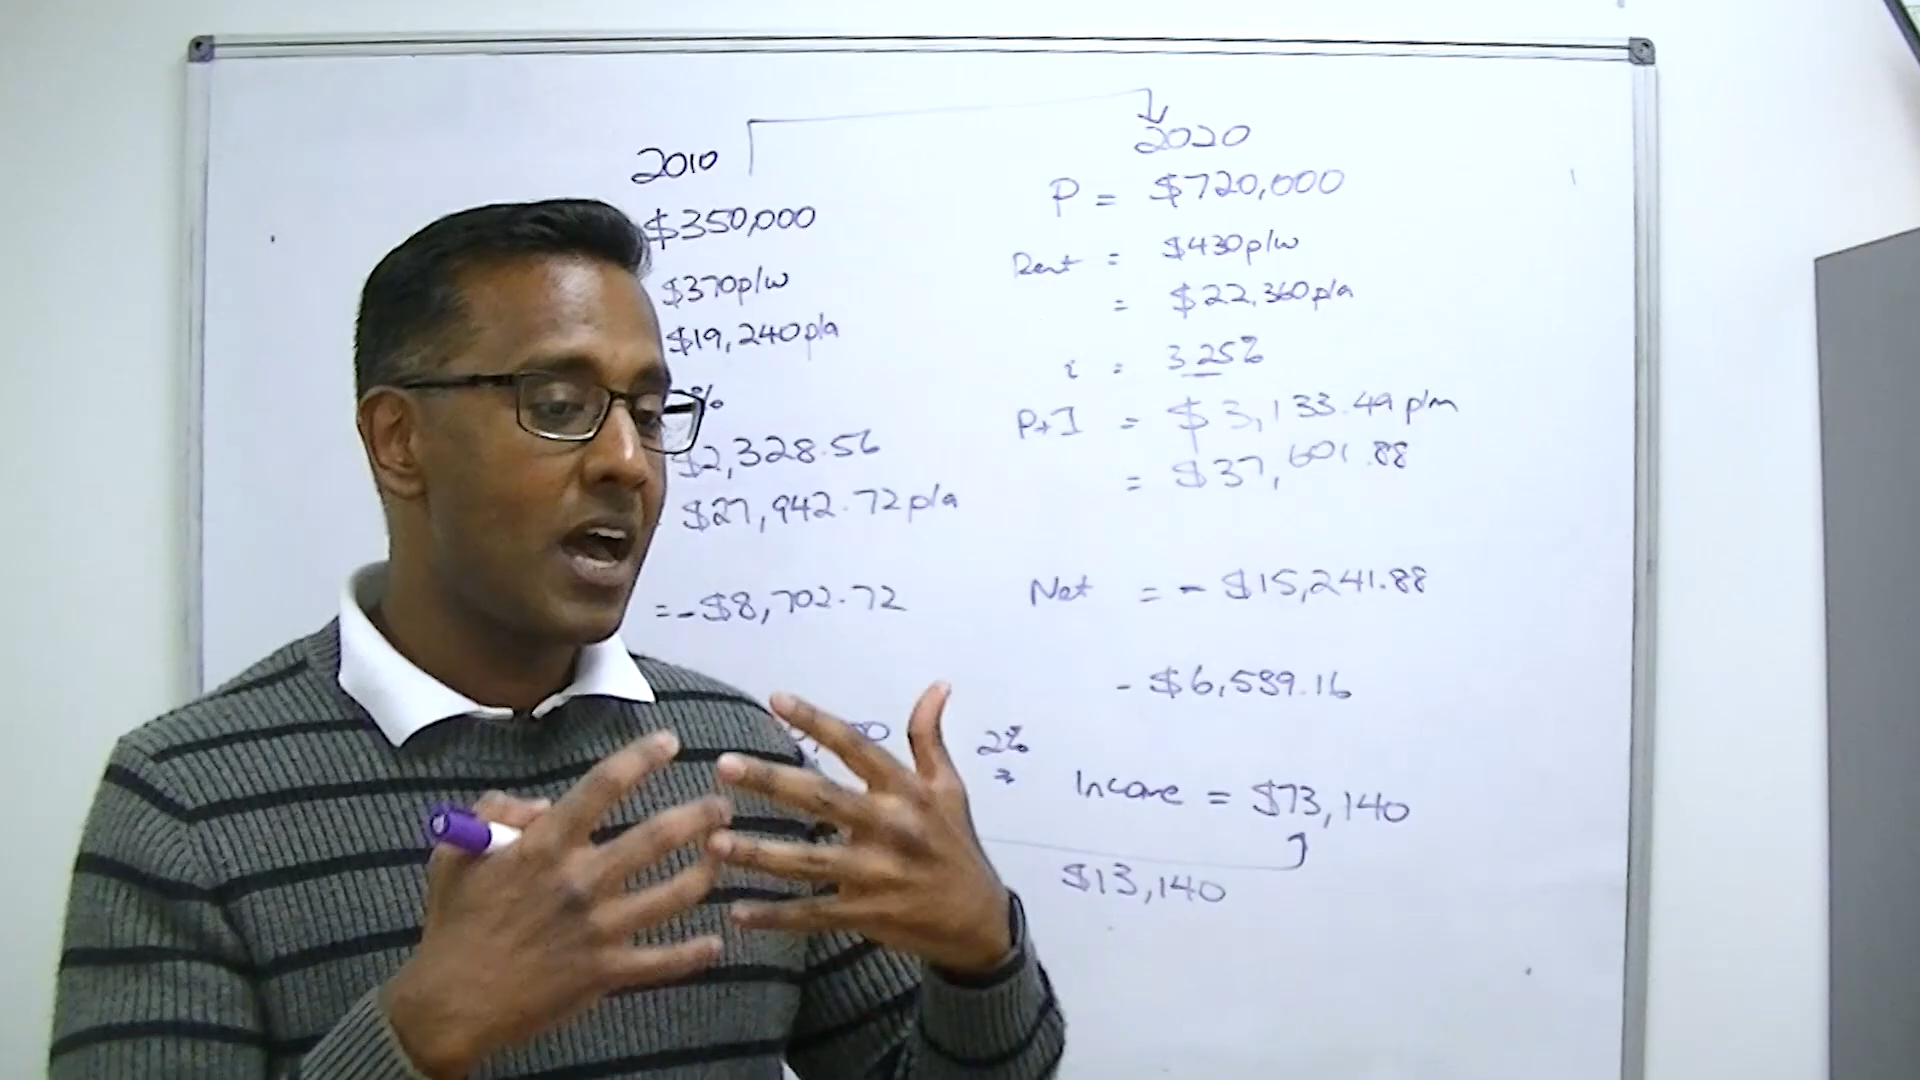 2010
$350,000
$370p/w
$19,240p/a
%
$2,328.56
$27,942.72 p/a
=-$8,702.72
2020
P = $720,000
Rent = $430p/w
= $22,360p/a
i = 3.25%
P+I = $3,133.49 p/m
= $37,601.88
Net = - $15,241.88
- $6,539.16
2%
Income = $73,140
$13,140